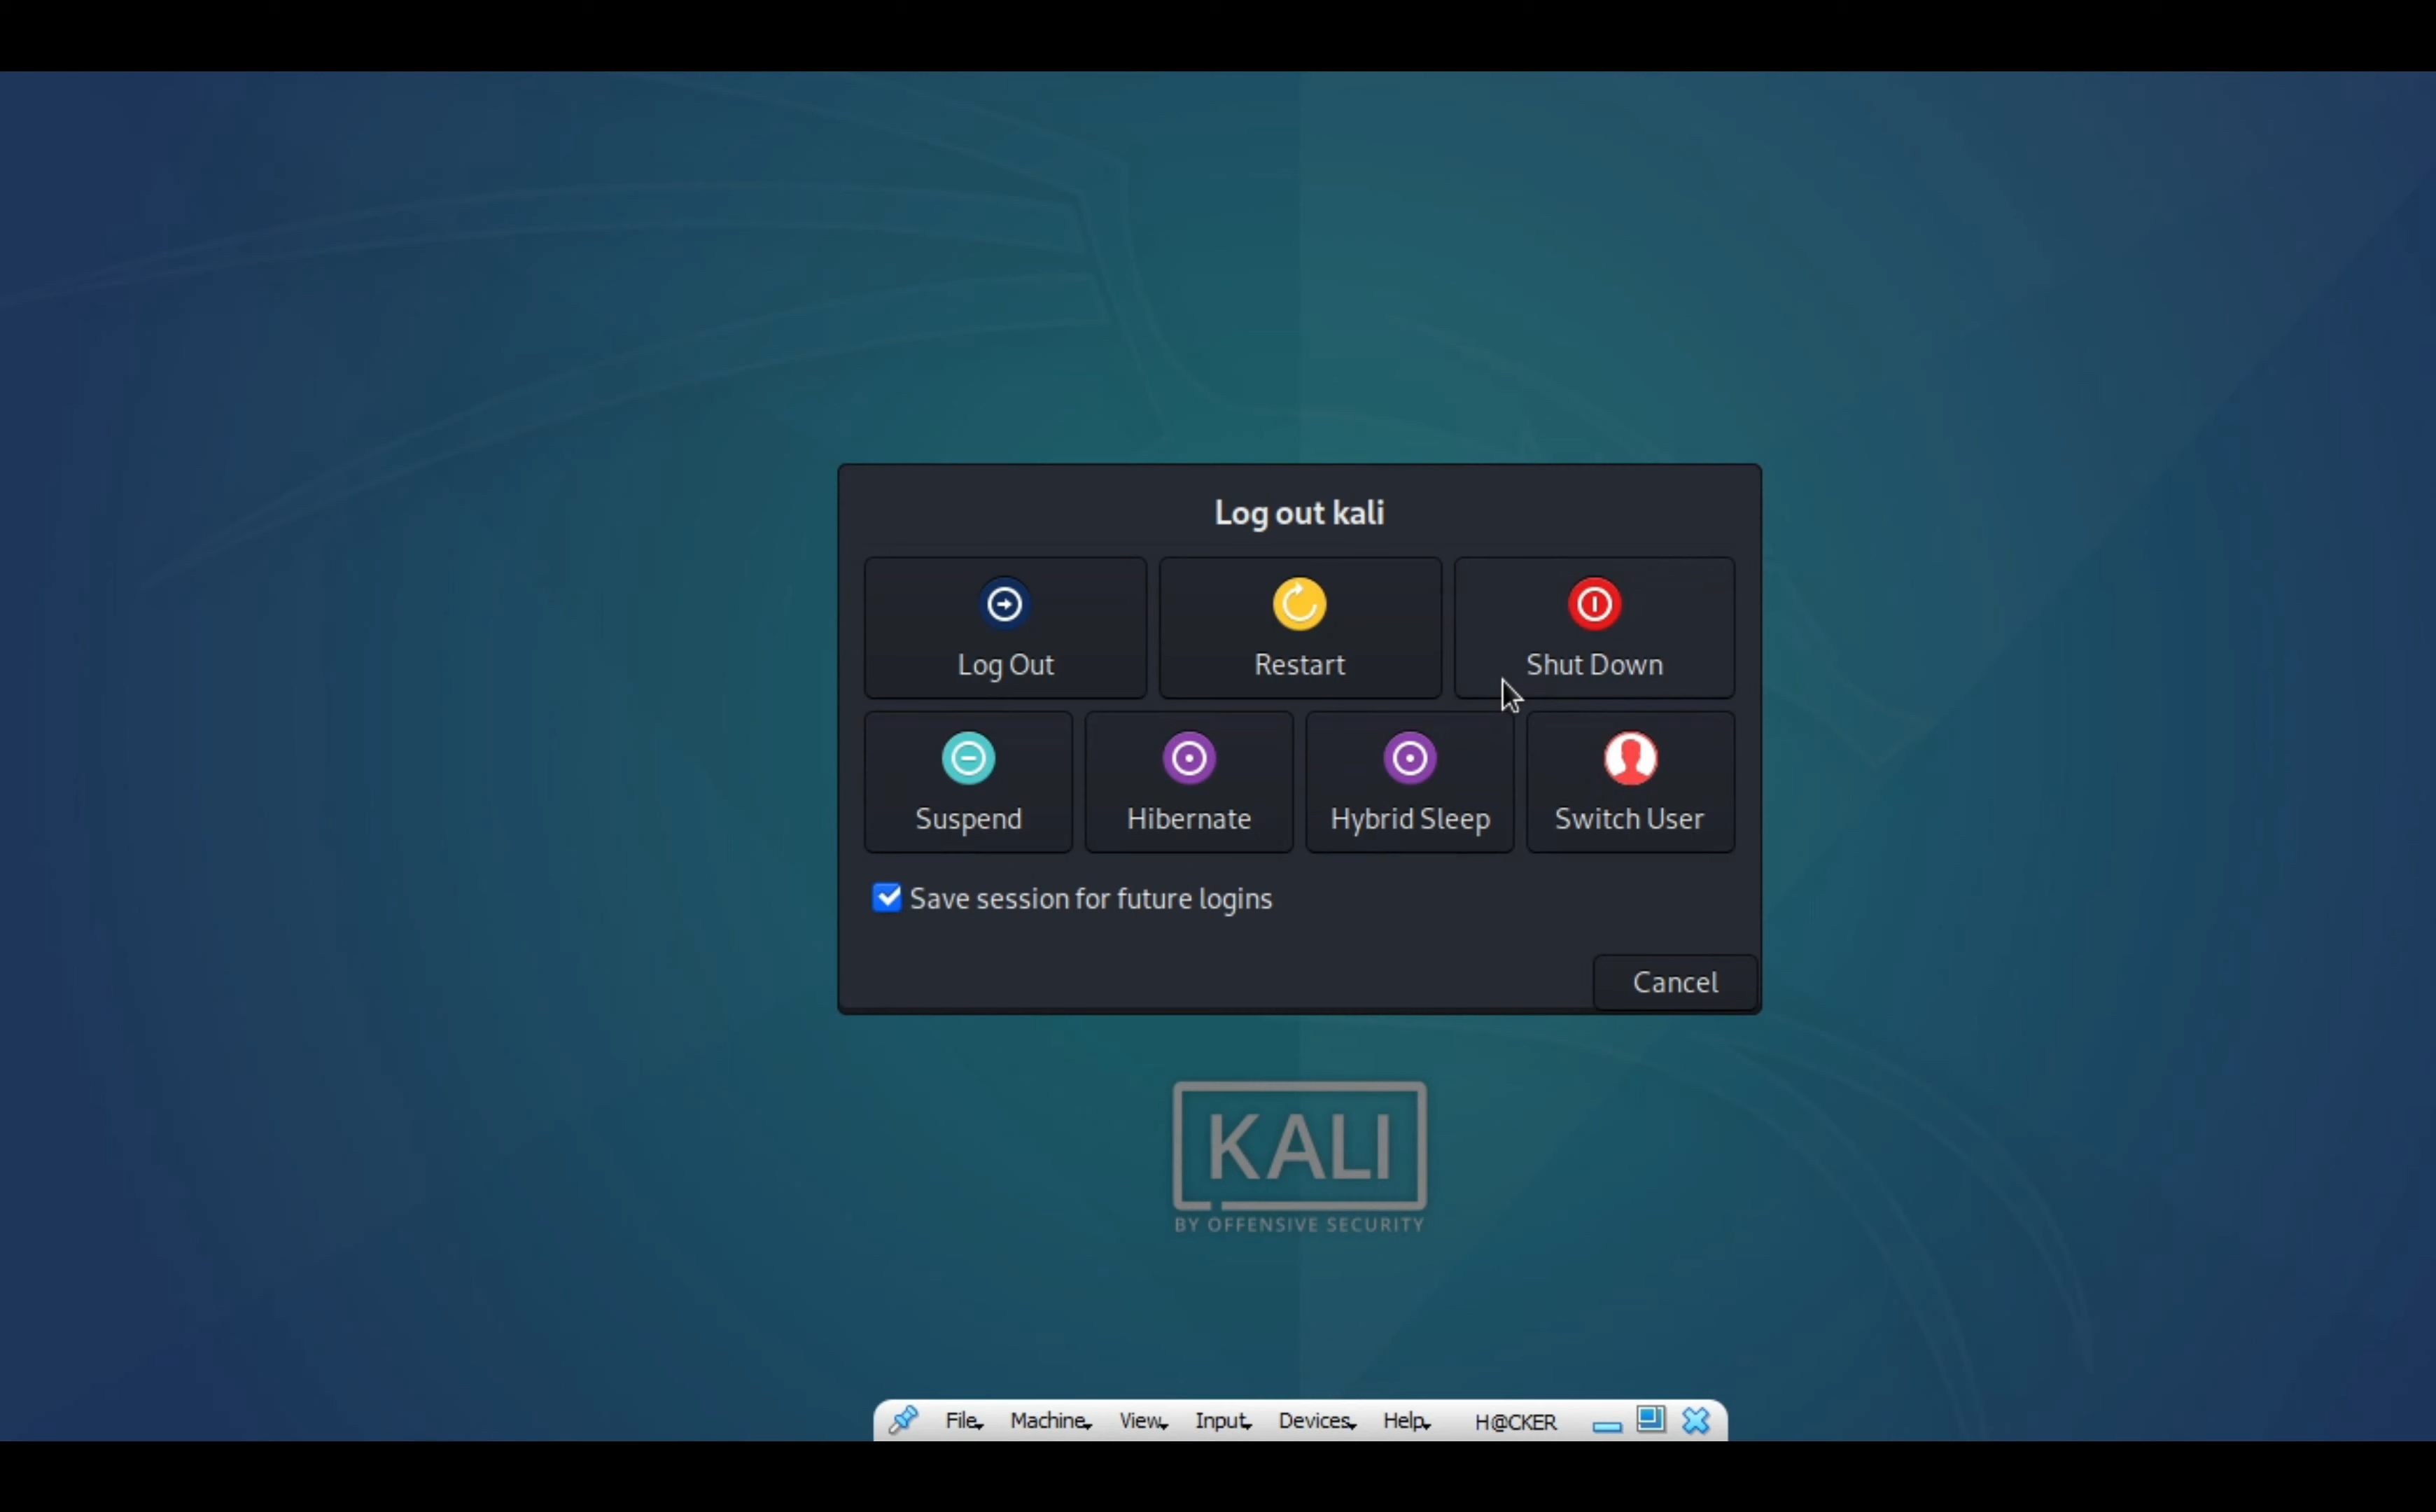 Log out kali
Log Out
Restart
Shut Down
Suspend
Hibernate
Hybrid Sleep
Switch User
Save session for future logins
Cancel
KALI
BY OFFENSIVE SECURITY
File Machine View Input Devices Help H@CKER